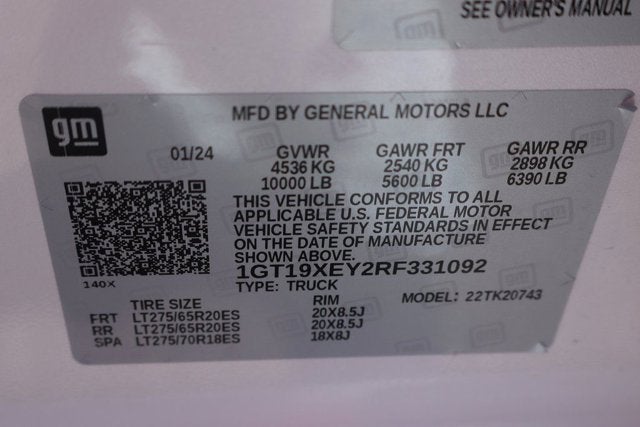 SEE OWNER'S MANUAL
gm
MFD BY GENERAL MOTORS LLC
01/24 GVWR GAWR FRT GAWR RR
4536 KG 2540 KG 2898 KG
10000 LB 5600 LB 6390 LB
THIS VEHICLE CONFORMS TO ALL
APPLICABLE U.S. FEDERAL MOTOR
VEHICLE SAFETY STANDARDS IN EFFECT
ON THE DATE OF MANUFACTURE
SHOWN ABOVE.
140X
1GT19XEY2RF331092
TYPE: TRUCK MODEL: 22TK20743
TIRE SIZE RIM
FRT LT275/65R20ES 20X8.5J
RR LT275/65R20ES 20X8.5J
SPA LT275/70R18ES 18X8J